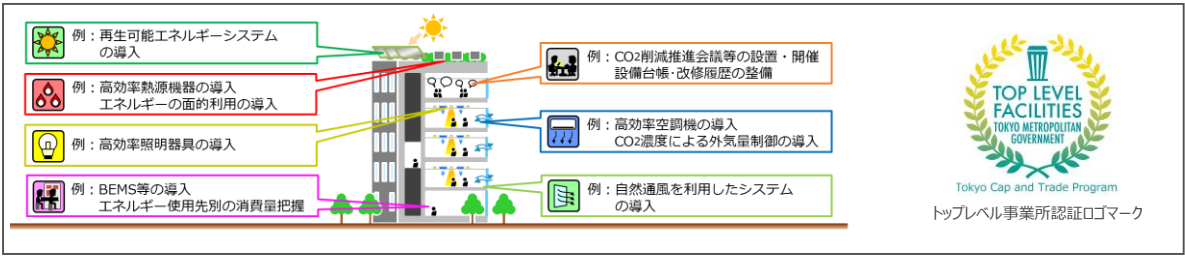 例：再生可能エネルギーシステム
の導入
例：高効率熱源機器の導入
エネルギーの面的利用の導入
例：高効率照明器具の導入
例：BEMS等の導入
エネルギー使用先別の消費量把握
例：CO2削減推進会議等の設置・開催
設備台帳･改修履歴の整備
例：高効率空調機の導入
CO2濃度による外気量制御の導入
例：自然通風を利用したシステム
の導入
TOP LEVEL
FACILITIES
TOKYO METROPOLITAN
GOVERNMENT
Tokyo Cap and Trade Program
トップレベル事業所認証ロゴマーク